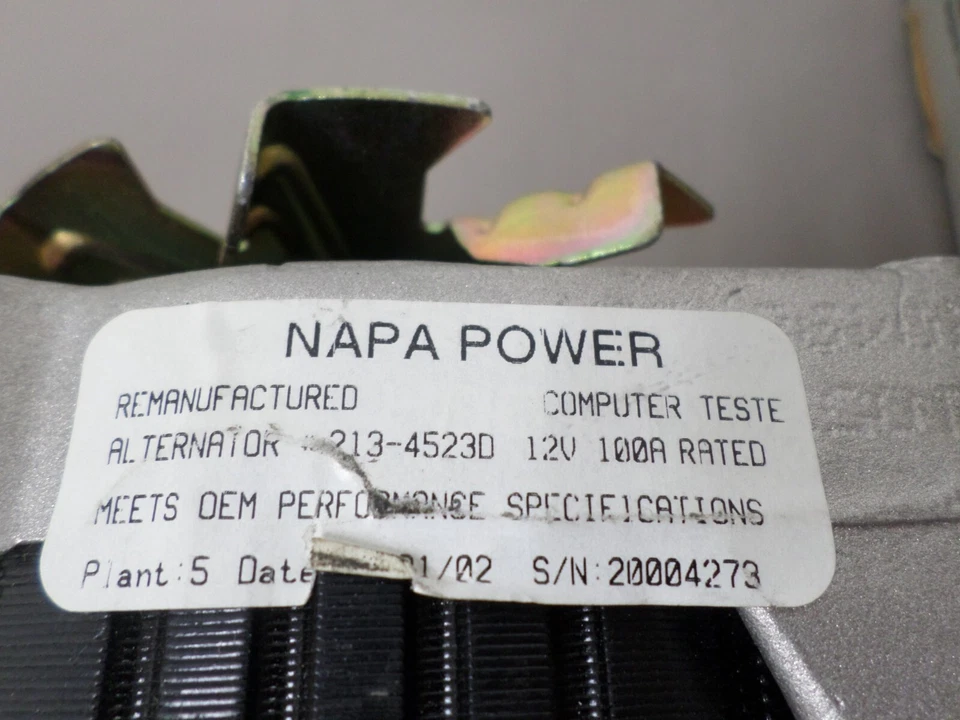 NAPA POWER
REMANUFACTURED COMPUTER TESTE
ALTERNATOR 213-4523D 12V 100A RATED
MEETS OEM PERFORMANCE SPECIFICATIONS
Plant:5 Date 1/02 S/N:20004273